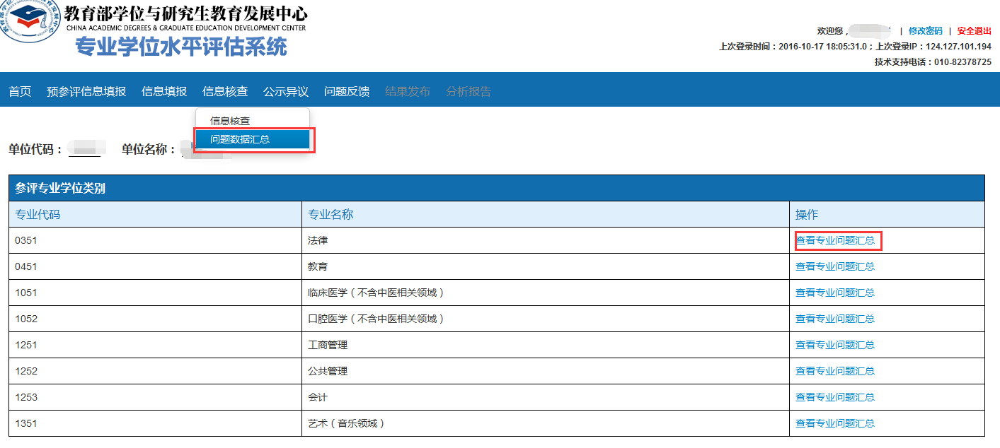 教育部学位与研究生教育发展中心
CHINA ACADEMIC DEGREES & GRADUATE EDUCATION DEVELOPMENT CENTER
专业学位水平评估系统
欢迎您, | 修改密码 | 安全退出
上次登录时间：2016-10-17 18:05:31.0；上次登录IP：124.127.101.194
技术支持电话：010-82378725
首页 预参评信息填报 信息填报 信息核查 公示异议 问题反馈 结果发布 分析报告
信息核查
问题数据汇总
单位代码： 单位名称：
参评专业学位类别
专业代码 专业名称 操作
0351 法律 查看专业问题汇总
0451 教育 查看专业问题汇总
1051 临床医学（不含中医相关领域） 查看专业问题汇总
1052 口腔医学（不含中医相关领域） 查看专业问题汇总
1251 工商管理 查看专业问题汇总
1252 公共管理 查看专业问题汇总
1253 会计 查看专业问题汇总
1351 艺术（音乐领域） 查看专业问题汇总